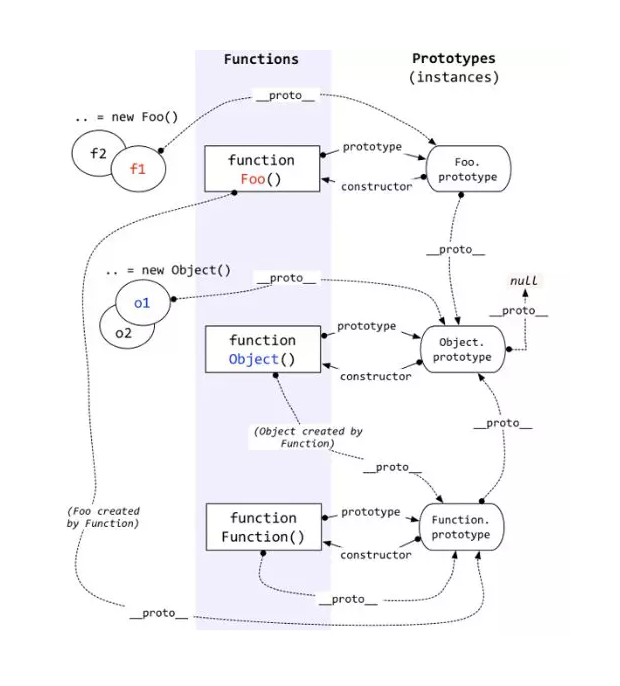 Functions
Prototypes
(instances)
__proto__
.. = new Foo()
f2
f1
function
Foo()
prototype
constructor
Foo.
prototype
__proto__
.. = new Object()
__proto__
null
__proto__
o1
o2
function
Object()
prototype
constructor
Object.
prototype
(Object created by
Function)
__proto__
__proto__
(Foo created
by Function)
function
Function()
prototype
constructor
Function.
prototype
__proto__
__proto__